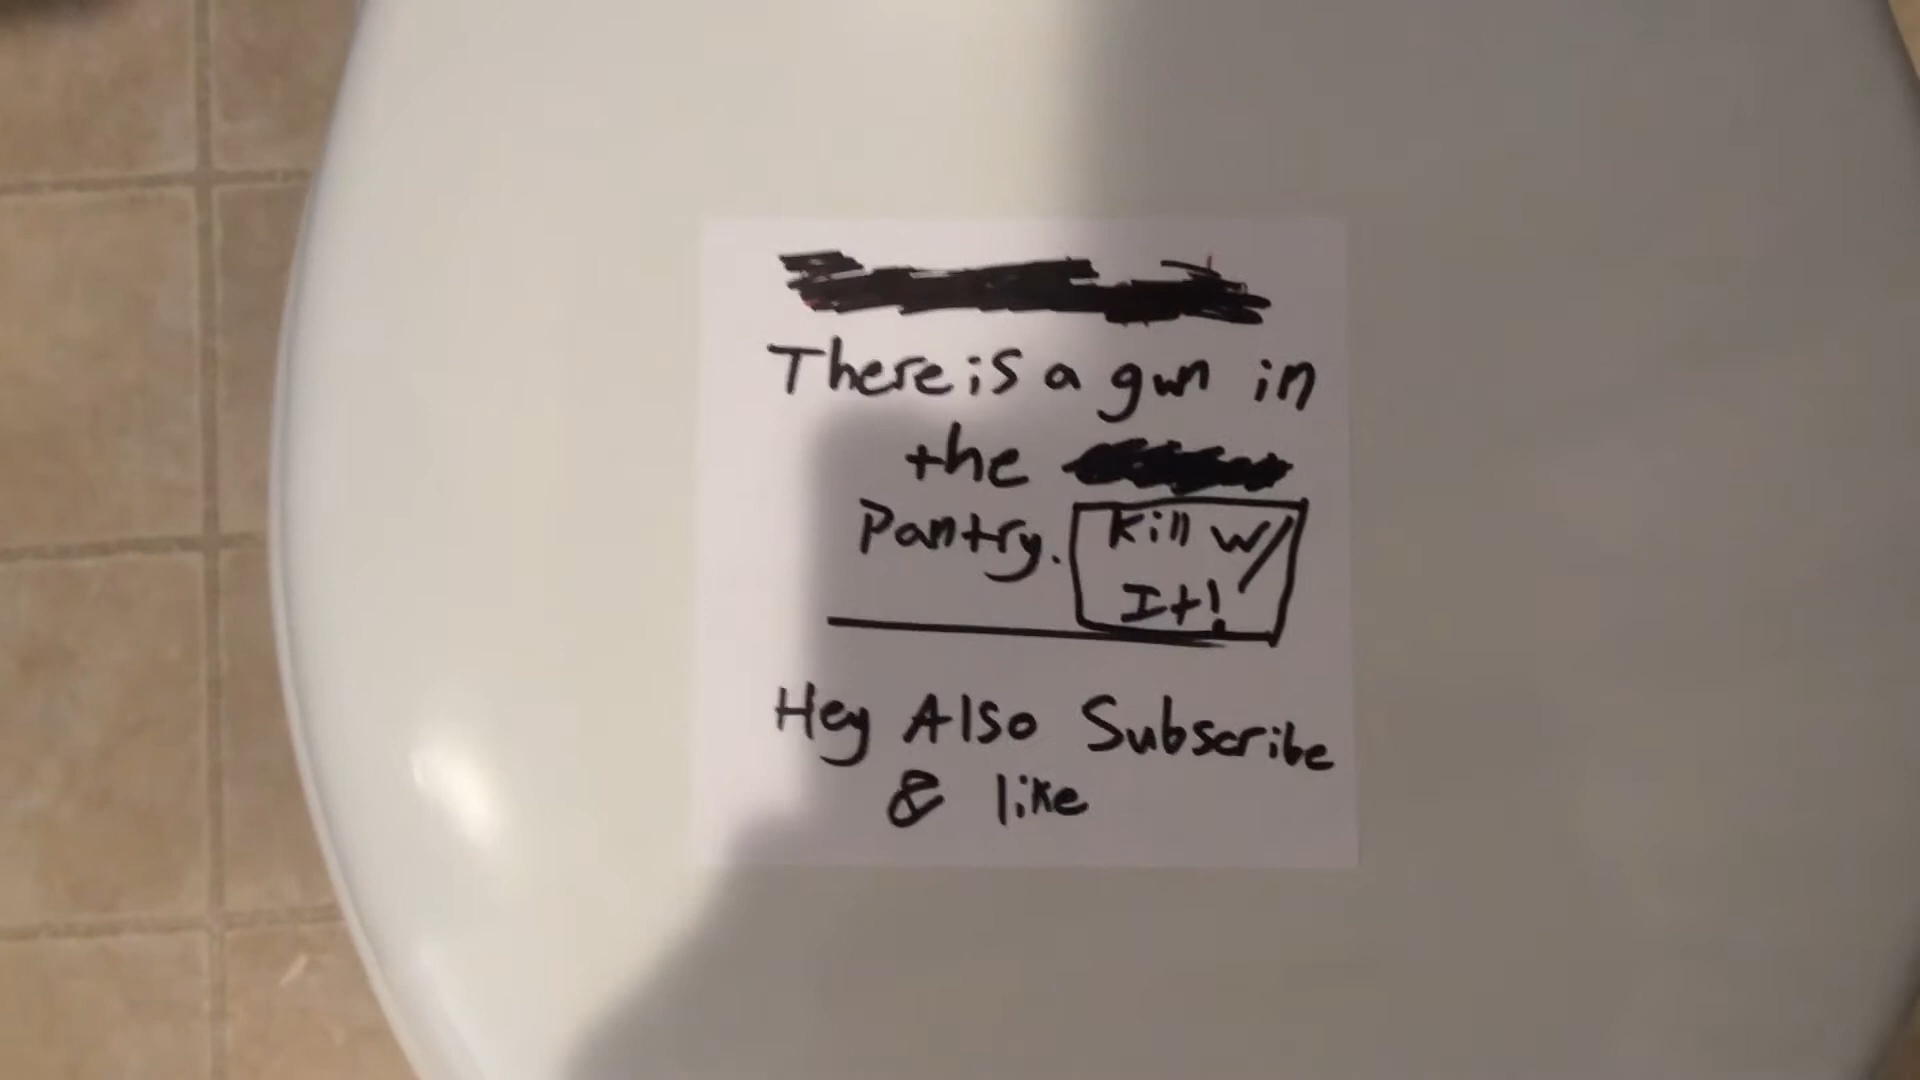 There is a gun in
the
Pantry.
Kill w/
It!
Hey Also Subscribe
& like